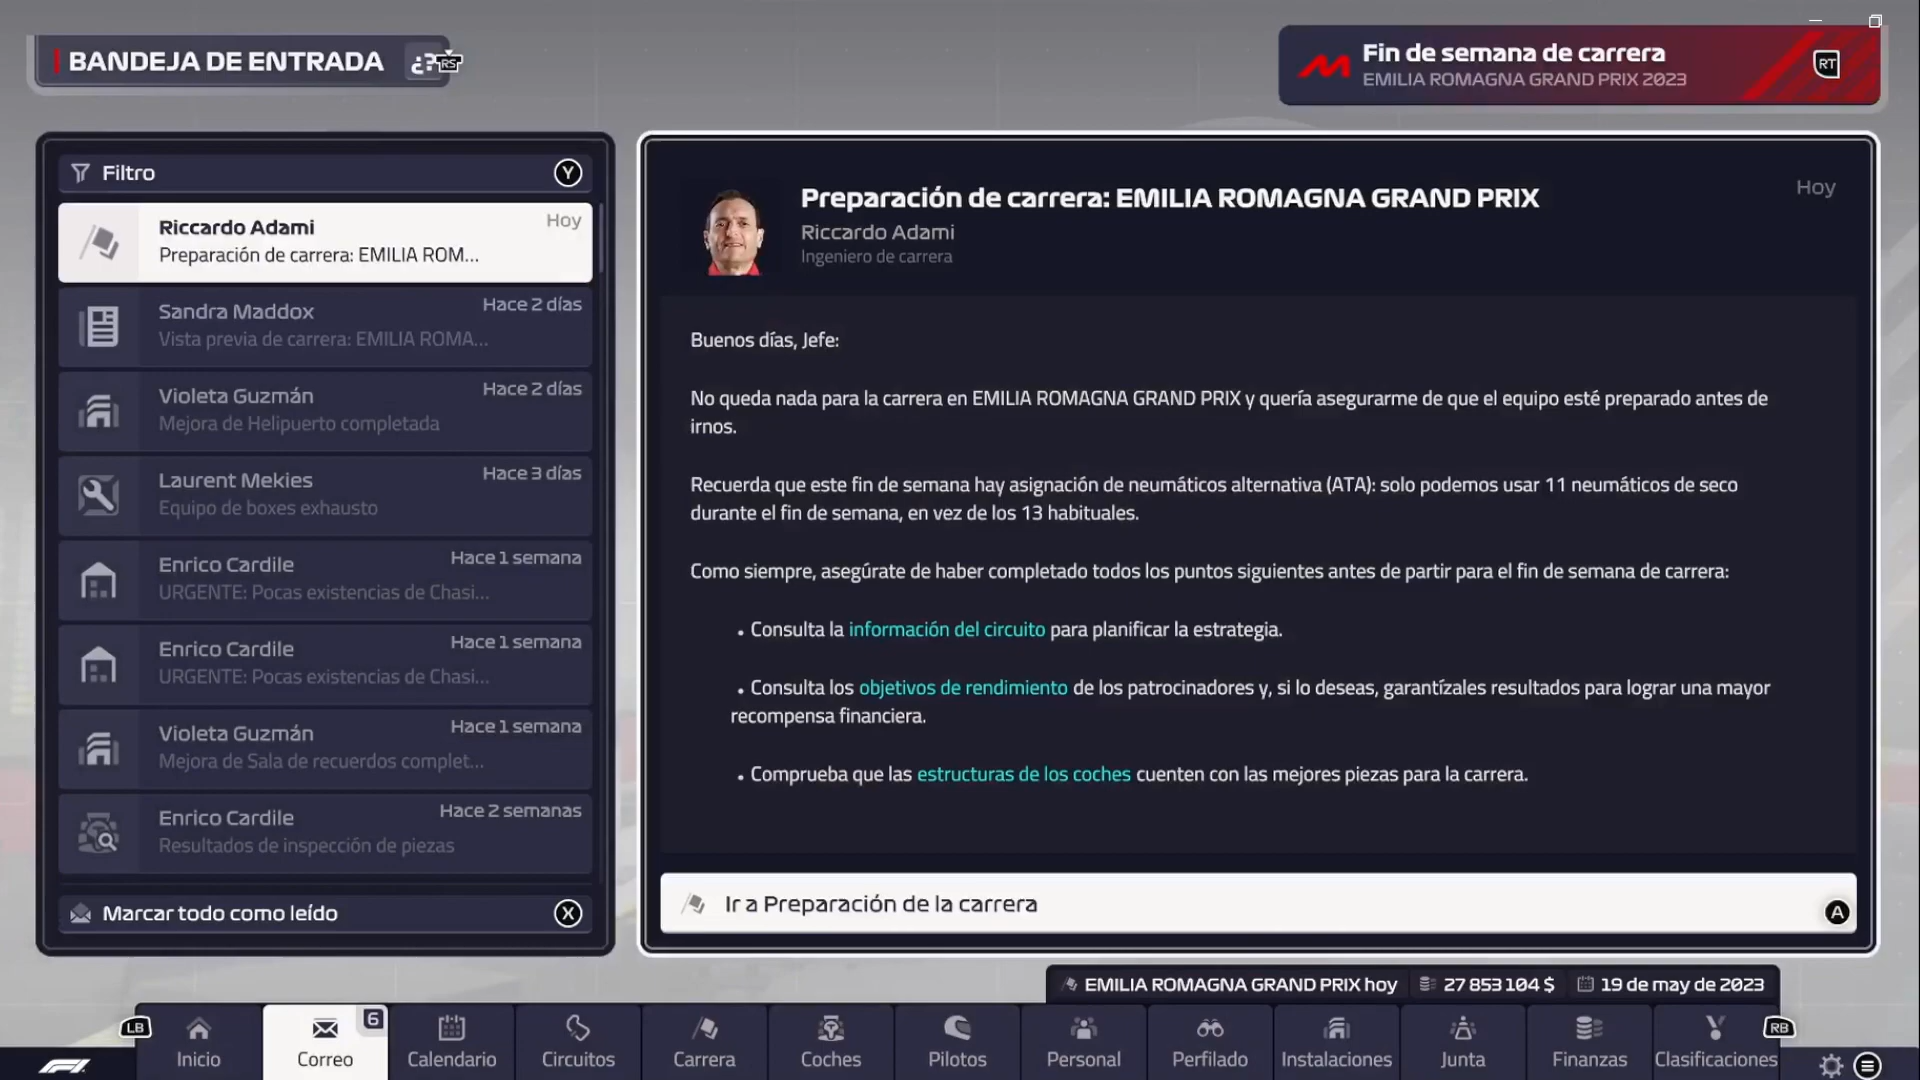 BANDEJA DE ENTRADA
¿?
RS
Fin de semana de carrera
EMILIA ROMAGNA GRAND PRIX 2023
RT
Filtro
Y
Riccardo Adami
Hoy
Preparación de carrera: EMILIA ROM...
Sandra Maddox
Hace 2 días
Vista previa de carrera: EMILIA ROMA...
Violeta Guzmán
Hace 2 días
Mejora de Helipuerto completada
Laurent Mekies
Hace 3 días
Equipo de boxes exhausto
Enrico Cardile
Hace 1 semana
URGENTE: Pocas existencias de Chasi...
Enrico Cardile
Hace 1 semana
URGENTE: Pocas existencias de Chasi...
Violeta Guzmán
Hace 1 semana
Mejora de Sala de recuerdos complet...
Enrico Cardile
Hace 2 semanas
Resultados de inspección de piezas
Marcar todo como leído
X
Preparación de carrera: EMILIA ROMAGNA GRAND PRIX
Hoy
Riccardo Adami
Ingeniero de carrera
Buenos días, Jefe:
No queda nada para la carrera en EMILIA ROMAGNA GRAND PRIX y quería asegurarme de que el equipo esté preparado antes de
irnos.
Recuerda que este fin de semana hay asignación de neumáticos alternativa (ATA): solo podemos usar 11 neumáticos de seco
durante el fin de semana, en vez de los 13 habituales.
Como siempre, asegúrate de haber completado todos los puntos siguientes antes de partir para el fin de semana de carrera:
• Consulta la información del circuito para planificar la estrategia.
• Consulta los objetivos de rendimiento de los patrocinadores y, si lo deseas, garantízales resultados para lograr una mayor
recompensa financiera.
• Comprueba que las estructuras de los coches cuenten con las mejores piezas para la carrera.
Ir a Preparación de la carrera
A
EMILIA ROMAGNA GRAND PRIX hoy
27 853 104 $
19 de may de 2023
LB
Inicio
Correo
6
Calendario
Circuitos
Carrera
Coches
Pilotos
Personal
Perfilado
Instalaciones
Junta
Finanzas
Clasificaciones
RB